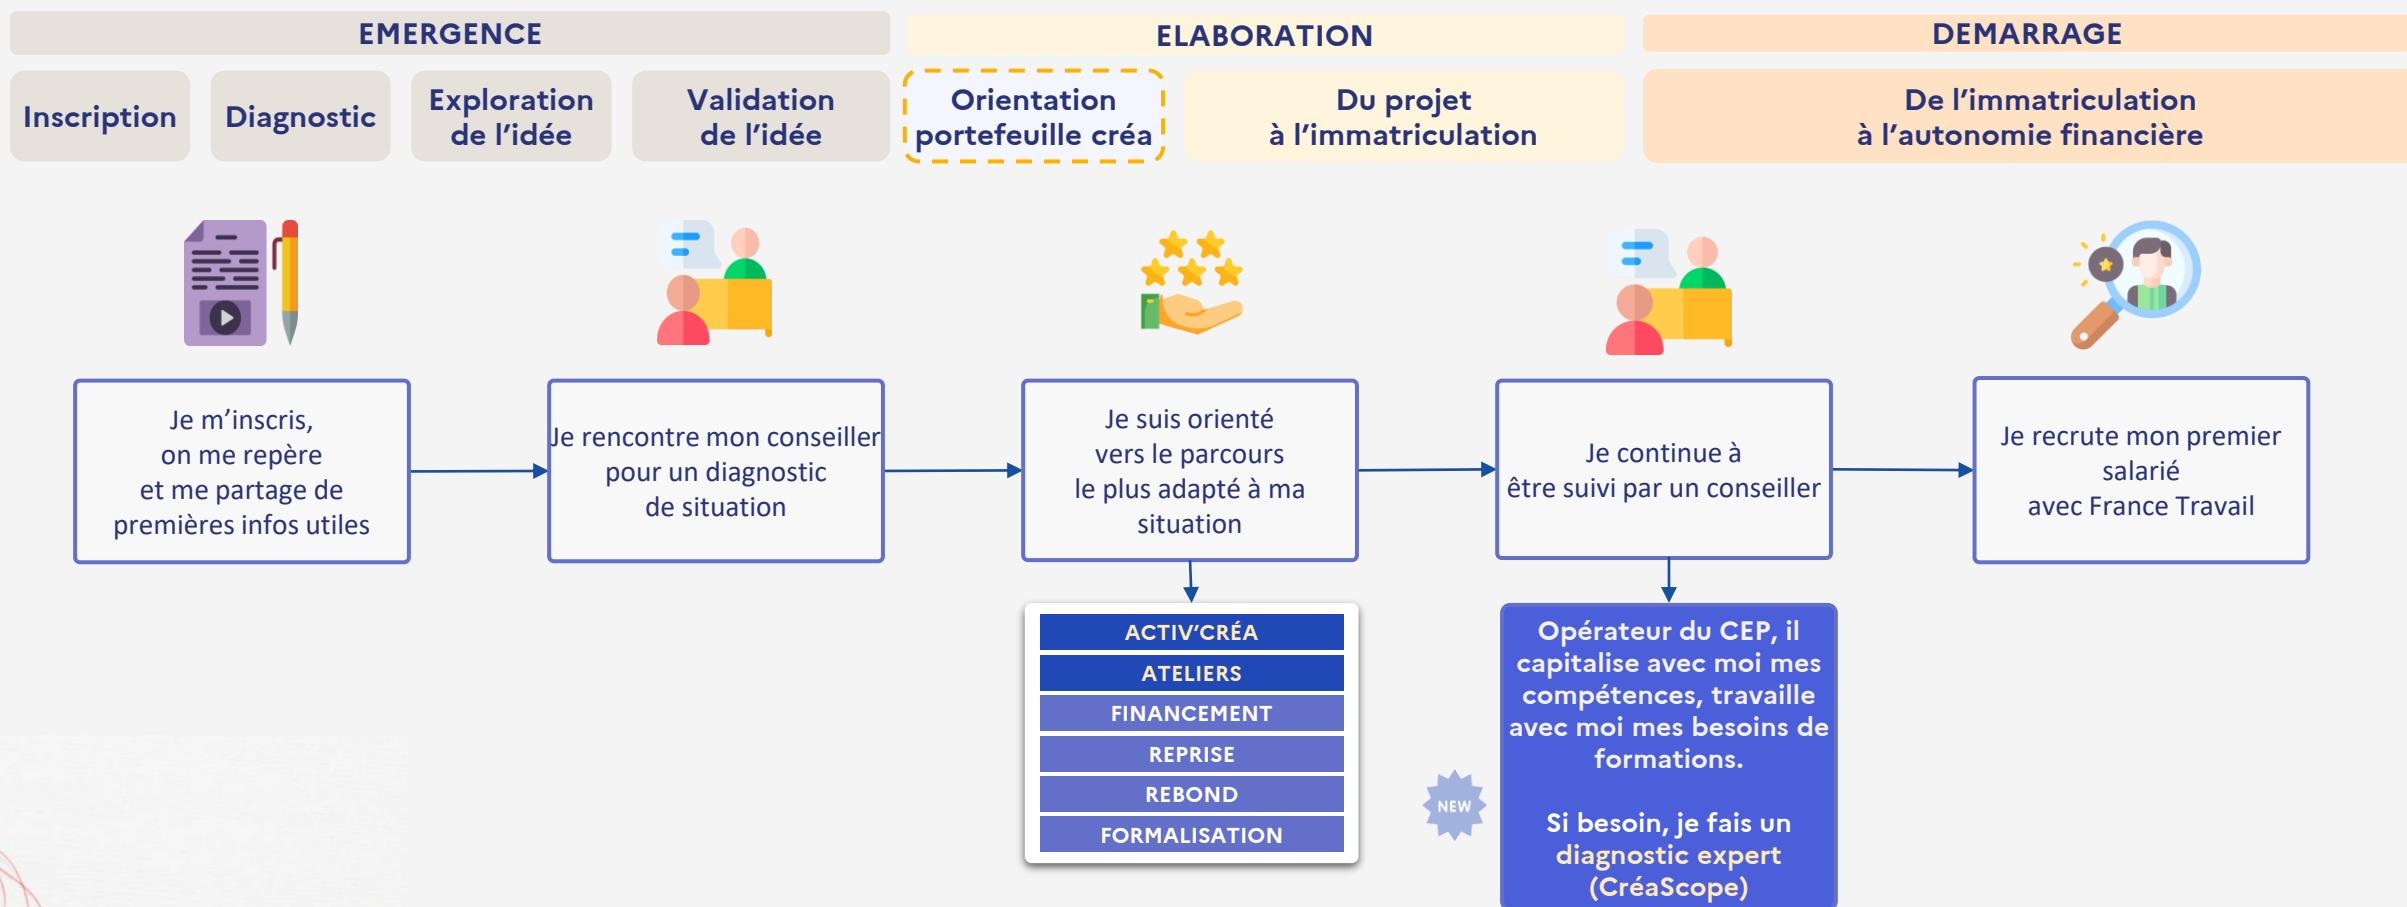 EMERGENCE
ELABORATION
DEMARRAGE
Inscription
Diagnostic
Exploration
de l'idée
Validation
de l'idée
Orientation
portefeuille créa
Du projet
à l'immatriculation
De l'immatriculation
à l'autonomie financière
Je m'inscris,
on me repère
et me partage de
premières infos utiles
Je rencontre mon conseiller
pour un diagnostic
de situation
Je suis orienté
vers le parcours
le plus adapté à ma
situation
Je continue à
être suivi par un conseiller
Je recrute mon premier
salarié
avec France Travail
ACTIV'CRÉA
ATELIERS
FINANCEMENT
REPRISE
REBOND
FORMALISATION
NEW
Opérateur du CEP, il
capitalise avec moi mes
compétences, travaille
avec moi mes besoins de
formations.
Si besoin, je fais un
diagnostic expert
(CréaScope)